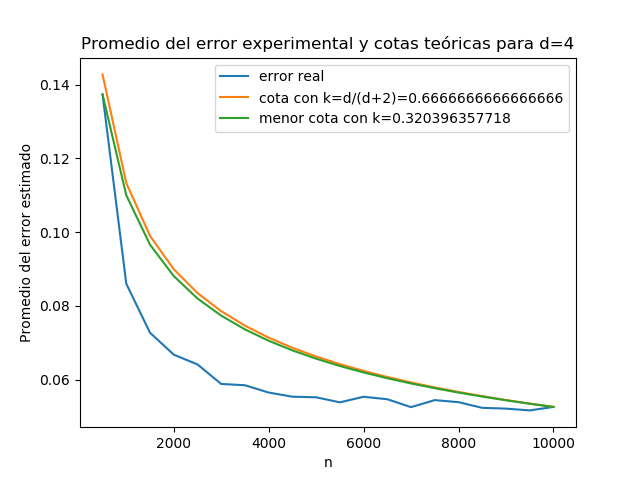 Promedio del error experimental y cotas teóricas para d=4
error real
cota con k=d/(d+2)=0.6666666666666666
menor cota con k=0.320396357718
Promedio del error estimado
0.14
0.12
0.10
0.08
0.06
2000
4000
6000
8000
10000
n